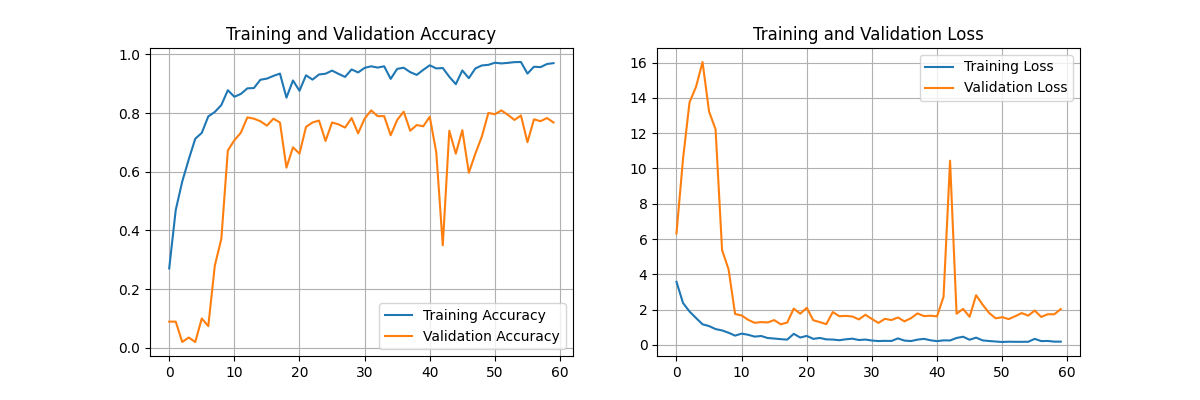 Training and Validation Accuracy
1.0
0.8
0.6
0.4
0.2
0.0
0 10 20 30 40 50 60
Training Accuracy
Validation Accuracy
Training and Validation Loss
16
14
12
10
8
6
4
2
0
0 10 20 30 40 50 60
Training Loss
Validation Loss